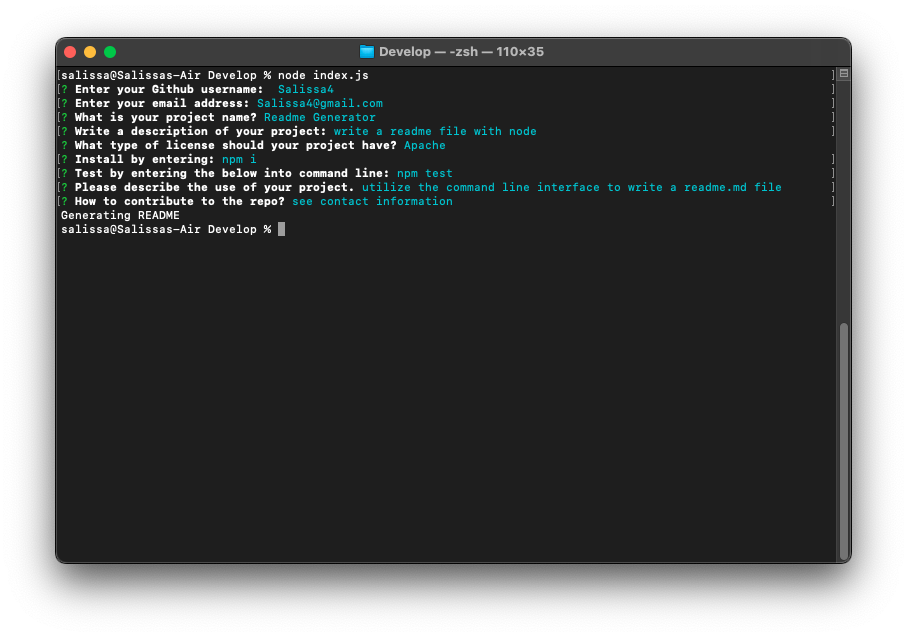 Develop — -zsh — 110×35
[salissa@Salissas-Air Develop % node index.js ]
[? Enter your Github username:  Salissa4 ]
[? Enter your email address: Salissa4@gmail.com ]
[? What is your project name? Readme Generator ]
[? Write a description of your project: write a readme file with node ]
? What type of license should your project have? Apache
[? Install by entering: npm i ]
[? Test by entering the below into command line: npm test ]
[? Please describe the use of your project. utilize the command line interface to write a readme.md file ]
[? How to contribute to the repo? see contact information ]
Generating README
salissa@Salissas-Air Develop %